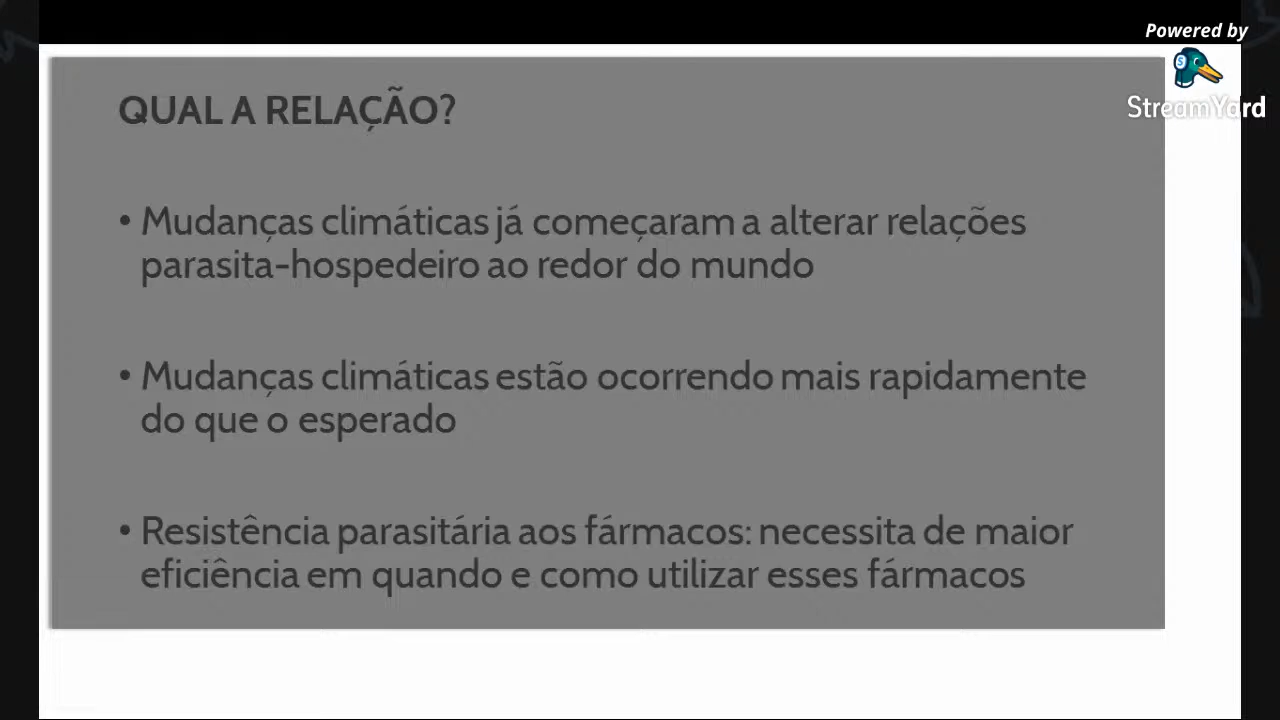 Powered by
StreamYard
QUAL A RELAÇÃO?
• Mudanças climáticas já começaram a alterar relações
parasita-hospedeiro ao redor do mundo
• Mudanças climáticas estão ocorrendo mais rapidamente
do que o esperado
• Resistência parasitária aos fármacos: necessita de maior
eficiência em quando e como utilizar esses fármacos